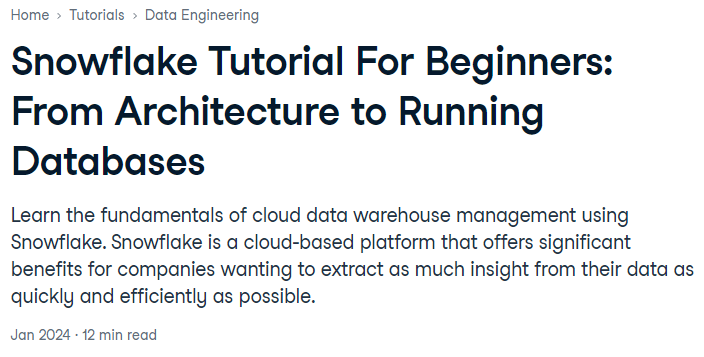 Home > Tutorials > Data Engineering
Snowflake Tutorial For Beginners:
From Architecture to Running
Databases
Learn the fundamentals of cloud data warehouse management using
Snowflake. Snowflake is a cloud-based platform that offers significant
benefits for companies wanting to extract as much insight from their data as
quickly and efficiently as possible.
Jan 2024 · 12 min read